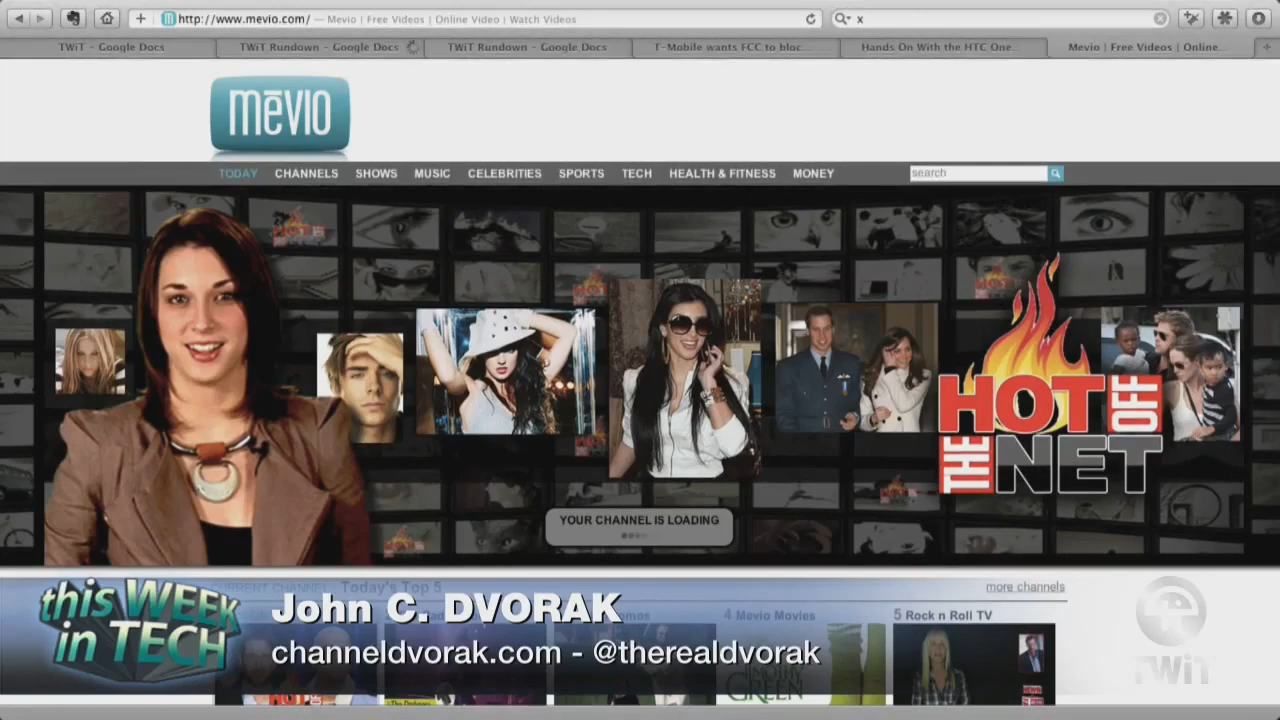 http://www.mevio.com/ — Mevio | Free Videos | Online Video | Watch Videos
x
TWiT - Google Docs
TWiT Rundown - Google Docs
TWiT Rundown - Google Docs
T-Mobile wants FCC to bloc...
Hands On With the HTC One...
Mevio | Free Videos | Online...
mēVIO
TODAY CHANNELS SHOWS MUSIC CELEBRITIES SPORTS TECH HEALTH & FITNESS MONEY
search
HOT
OFF
THE
NET
YOUR CHANNEL IS LOADING
CURRENT CHANNEL Today's Top 5
more channels
4 Mevio Movies
5 Rock n Roll TV
GREEN
this WEEK
in TECH
John C. DVORAK
channeldvorak.com - @therealdvorak
TWiT